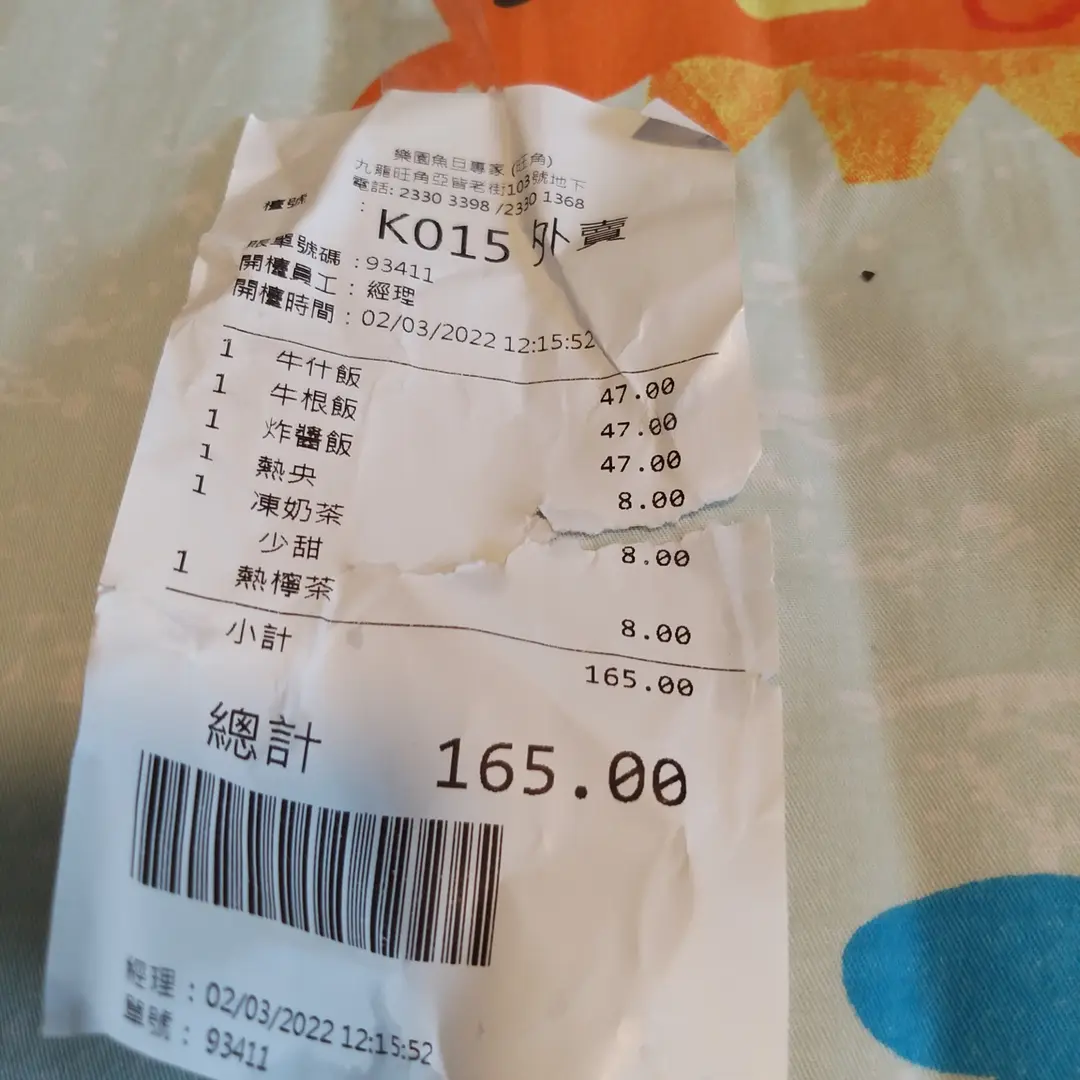 樂園魚旦專家 (旺角)
九龍旺角亞皆老街103號地下
電話: 2330 3398 /2330 1368
檯號 : K015 外賣
帳單號碼 : 93411
開檯員工 : 經理
開檯時間 : 02/03/2022 12:15:52
1 牛什飯 47.00
1 牛根飯 47.00
1 炸醬飯 47.00
1 熱央 8.00
1 凍奶茶 8.00
少甜
1 熱檸茶 8.00
小計 165.00
總計 165.00
經理 : 02/03/2022 12:15:52
單號 : 93411